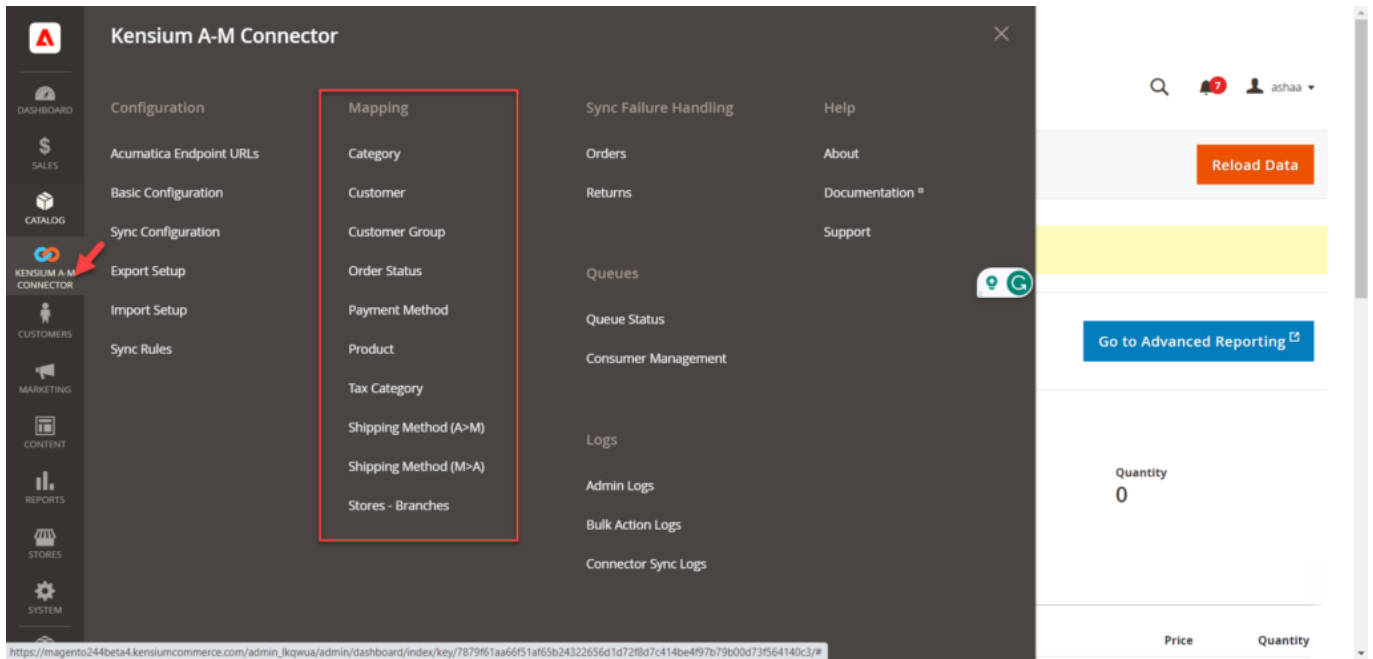 Kensium A-M Connector
DASHBOARD
SALES
CATALOG
KENSIUM A-M
CONNECTOR
CUSTOMERS
MARKETING
CONTENT
REPORTS
STORES
SYSTEM
Configuration
Acumatica Endpoint URLs
Basic Configuration
Sync Configuration
Export Setup
Import Setup
Sync Rules
Mapping
Category
Customer
Customer Group
Order Status
Payment Method
Product
Tax Category
Shipping Method (A>M)
Shipping Method (M>A)
Stores - Branches
Sync Failure Handling
Orders
Returns
Queues
Queue Status
Consumer Management
Logs
Admin Logs
Bulk Action Logs
Connector Sync Logs
Help
About
Documentation
Support
7
ashaa
Reload Data
Go to Advanced Reporting
Quantity
0
Price Quantity
https://magento244beta4.kensiumcommerce.com/admin_lkqwua/admin/dashboard/index/key/7879f61aa66f51af65b24322656d1d72f8d7c414be4f97b79b00d73f564140c3/#